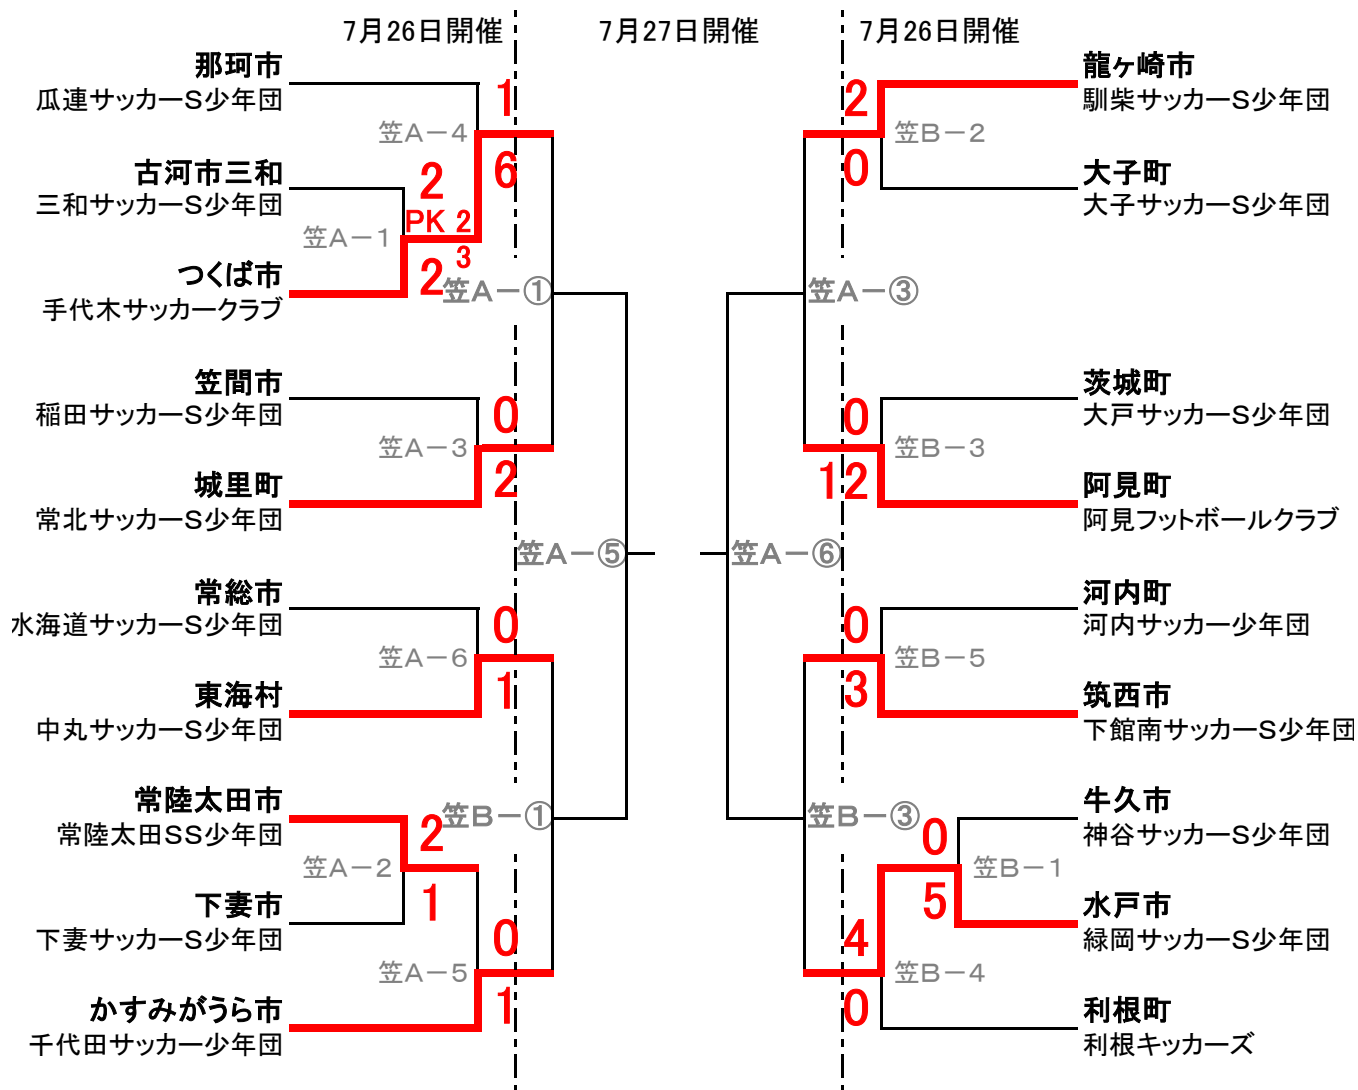 7月26日開催
7月27日開催
7月26日開催
那珂市
瓜連サッカーS少年団
笠A－4
1
6
古河市三和
三和サッカーS少年団
笠A－1
2
PK 2
3
2
つくば市
手代木サッカークラブ
笠A－①
笠間市
稲田サッカーS少年団
笠A－3
0
2
城里町
常北サッカーS少年団
笠A－⑤
常総市
水海道サッカーS少年団
笠A－6
0
1
東海村
中丸サッカーS少年団
常陸太田市
常陸太田SS少年団
笠B－①
笠A－2
2
1
下妻市
下妻サッカーS少年団
笠A－5
0
1
かすみがうら市
千代田サッカー少年団
龍ヶ崎市
馴柴サッカーS少年団
2
笠B－2
0
大子町
大子サッカーS少年団
笠A－③
茨城町
大戸サッカーS少年団
0
笠B－3
12
阿見町
阿見フットボールクラブ
笠A－⑥
河内町
河内サッカー少年団
0
笠B－5
3
筑西市
下館南サッカーS少年団
笠B－③
牛久市
神谷サッカーS少年団
0
笠B－1
5
水戸市
緑岡サッカーS少年団
4
笠B－4
0
利根町
利根キッカーズ